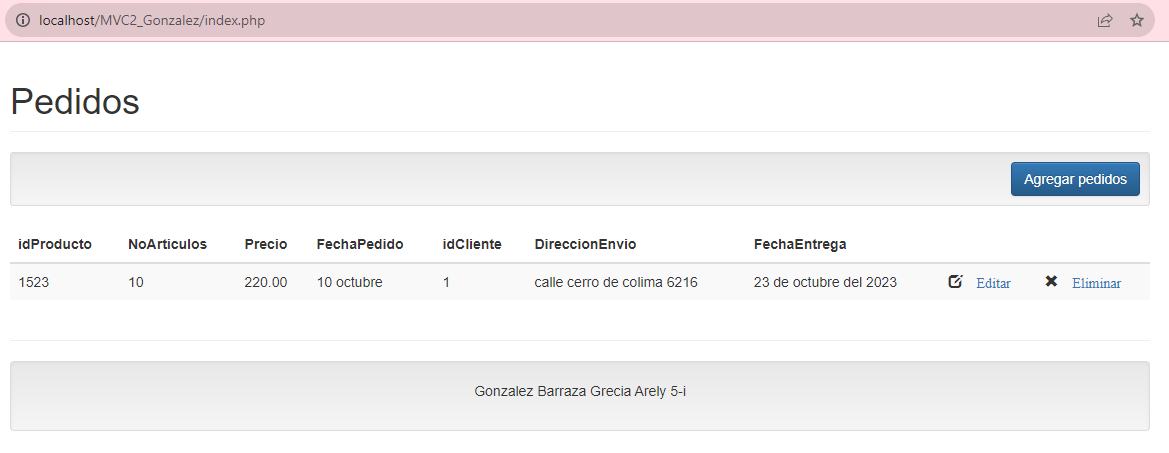 localhost/MVC2_Gonzalez/index.php
Pedidos
Agregar pedidos
idProducto NoArticulos Precio FechaPedido idCliente DireccionEnvio FechaEntrega
1523 10 220.00 10 octubre 1 calle cerro de colima 6216 23 de octubre del 2023 Editar Eliminar
Gonzalez Barraza Grecia Arely 5-i